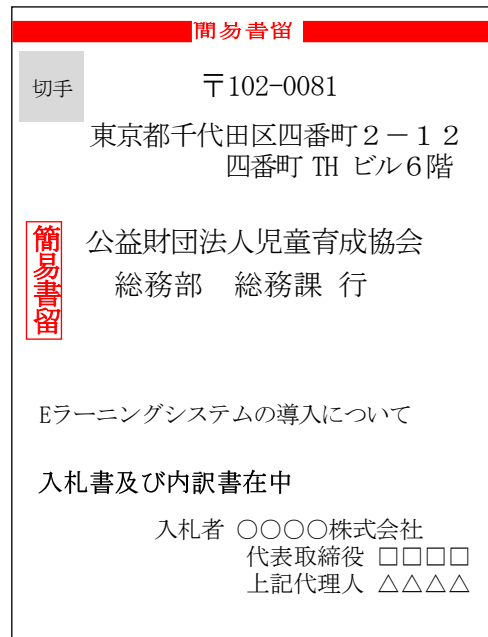 簡易書留
切手
〒102-0081
東京都千代田区四番町２－１２
四番町 TH ビル６階
簡易書留
公益財団法人児童育成協会
総務部　総務課 行
Eラーニングシステムの導入について
入札書及び内訳書在中
入札者 〇〇〇〇株式会社
代表取締役 □□□□
上記代理人 △△△△